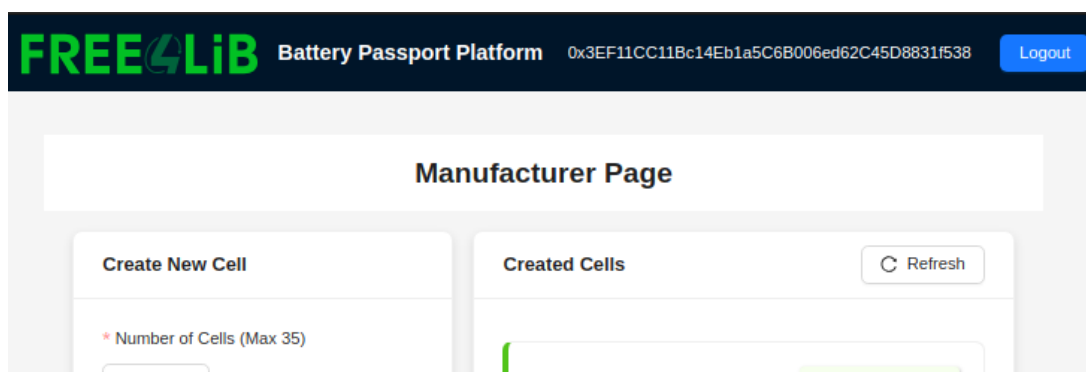 FREE4LiB Battery Passport Platform 0x3EF11CC11Bc14Eb1a5C6B006ed62C45D8831f538 Logout
Manufacturer Page
Create New Cell
Created Cells
Refresh
* Number of Cells (Max 35)